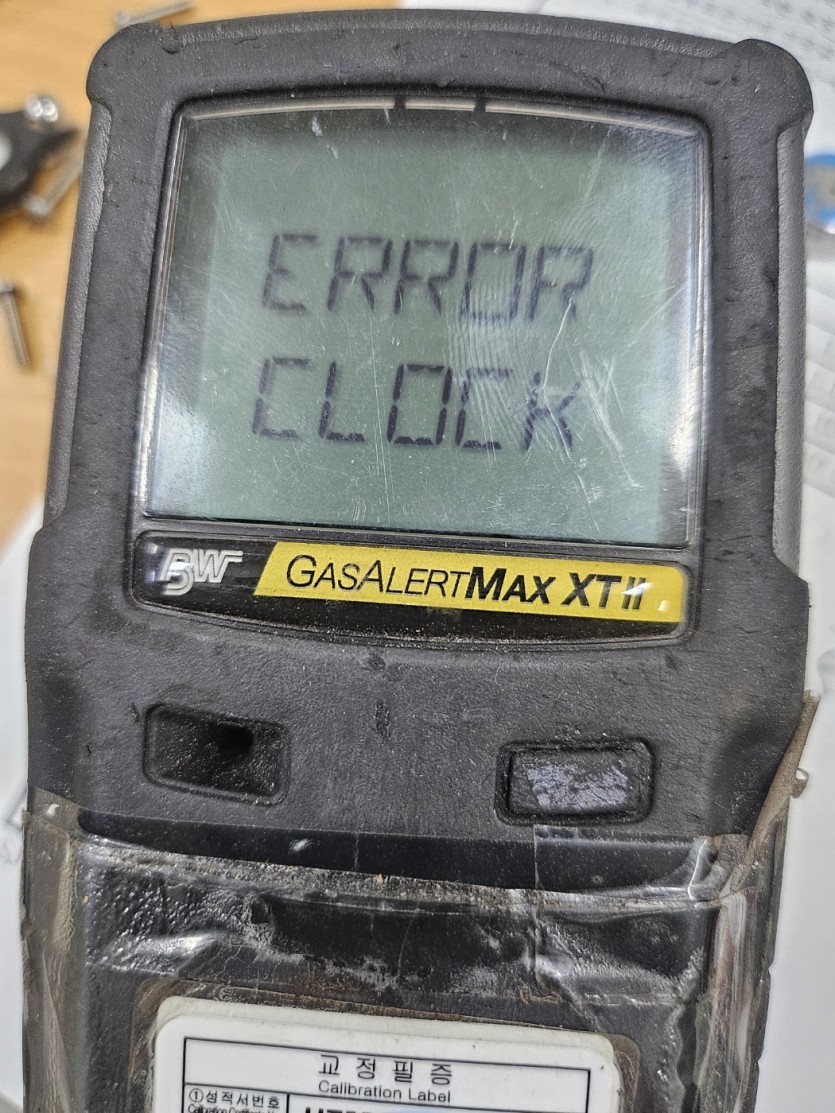 ERROR
CLOCK
BW GASALERTMAX XT II
교정필증
Calibration Label
①성적서번호